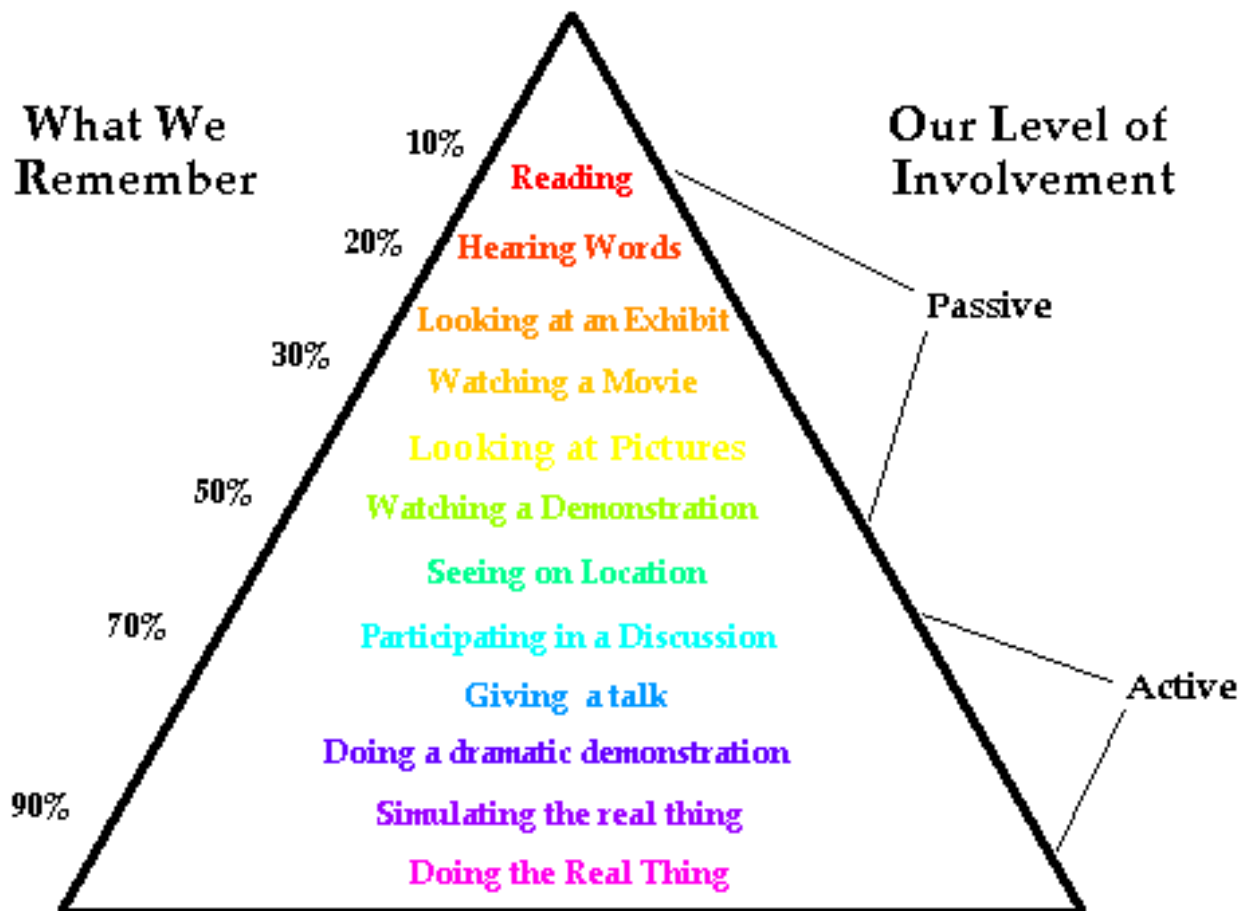 What We
Remember
Our Level of
Involvement
10%
Reading
20%
Hearing Words
Passive
Looking at an Exhibit
30%
Watching a Movie
Looking at Pictures
50%
Watching a Demonstration
Seeing on Location
70%
Participating in a Discussion
Active
Giving a talk
Doing a dramatic demonstration
90%
Simulating the real thing
Doing the Real Thing